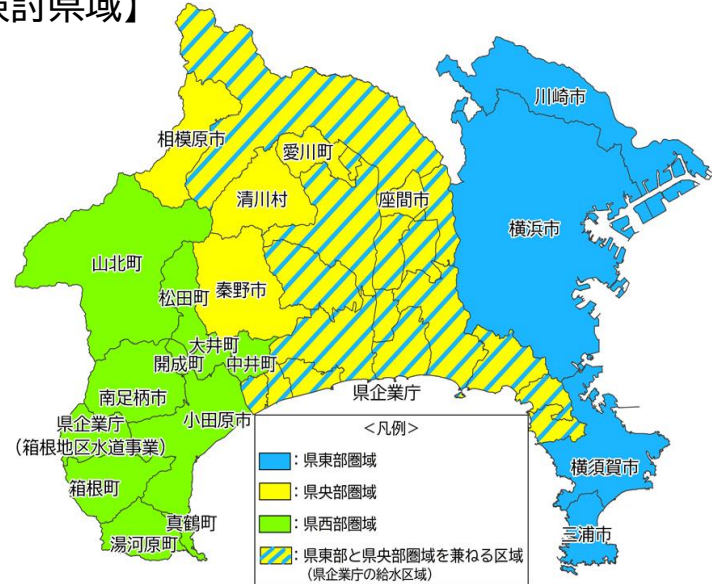 検討県域】
川崎市
相模原市
愛川町
清川村
座間市
横浜市
山北町
秦野市
松田町
大井町
開成町
中井町
県企業庁
南足柄市
小田原市
県企業庁
(箱根地区水道事業)
箱根町
真鶴町
湯河原町
横須賀市
三浦市
<凡例>
:県東部圏域
:県央部圏域
:県西部圏域
:県東部と県央部圏域を兼ねる区域
(県企業庁の給水区域)